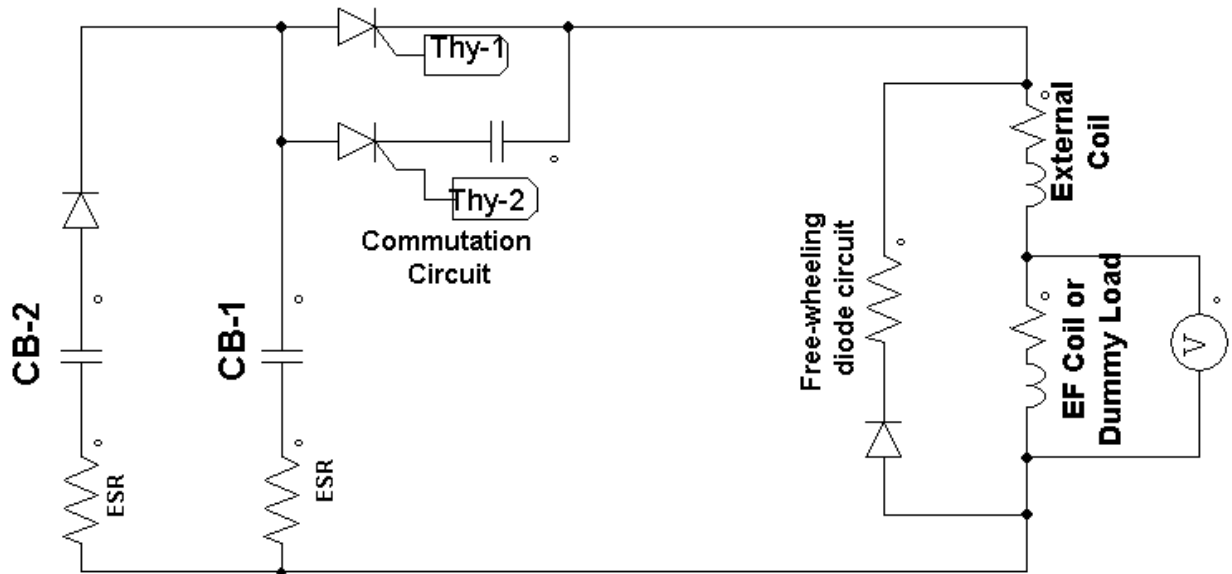 Thy-1
Thy-2
Commutation
Circuit
CB-2
CB-1
ESR
ESR
Free-wheeling
diode circuit
External
Coil
EF Coil or
Dummy Load
V